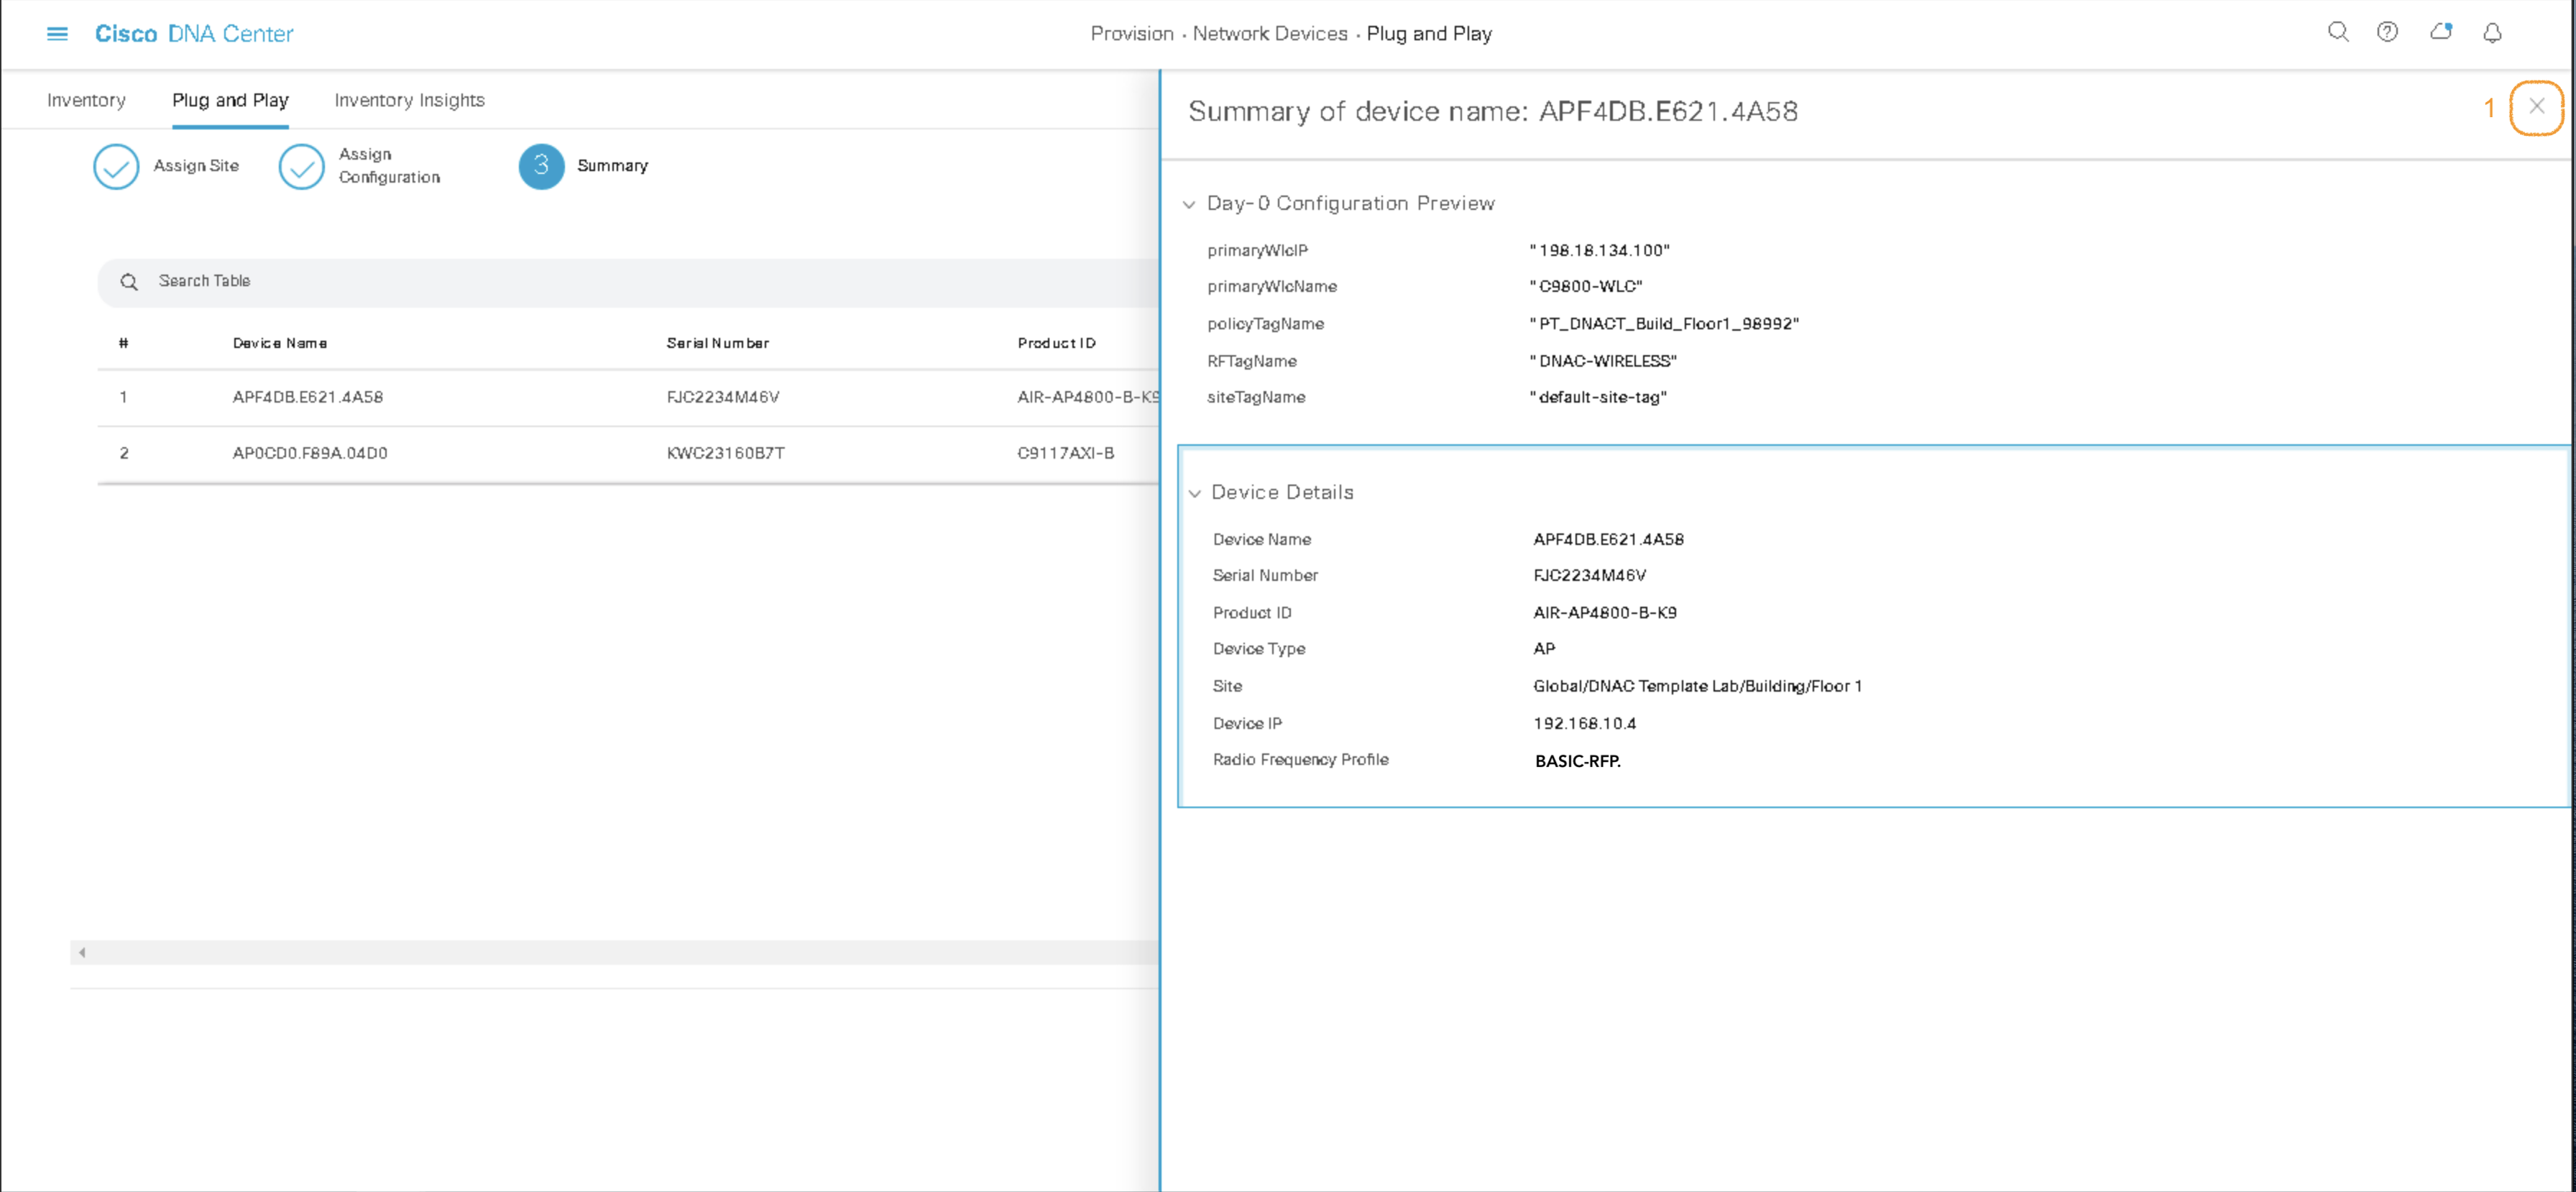 Cisco DNA Center
Provision · Network Devices · Plug and Play
Inventory Plug and Play Inventory Insights
Assign Site
Assign
Configuration
3 Summary
Search Table
# Device Name Serial Number Product ID
1 APF4DB.E621.4A58 FJC2234M46V AIR-AP4800-B-K9
2 AP0CD0.F89A.04D0 KWC23160B7T C9117AXI-B
Summary of device name: APF4DB.E621.4A58
1
Day-0 Configuration Preview
primaryWlcIP "198.18.134.100"
primaryWlcName "C9800-WLC"
policyTagName "PT_DNACT_Build_Floor1_98992"
RFTagName "DNAC-WIRELESS"
siteTagName "default-site-tag"
Device Details
Device Name APF4DB.E621.4A58
Serial Number FJC2234M46V
Product ID AIR-AP4800-B-K9
Device Type AP
Site Global/DNAC Template Lab/Building/Floor 1
Device IP 192.168.10.4
Radio Frequency Profile BASIC-RFP.